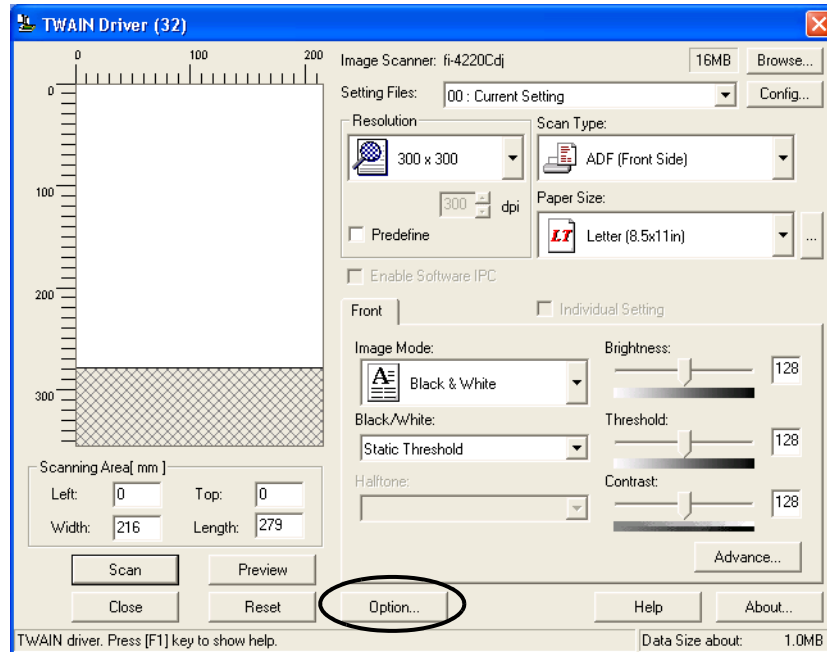 TWAIN Driver (32)
0 100 200
Image Scanner: fi-4220Cdj 16MB Browse...
Setting Files: 00 : Current Setting Config...
0
Resolution Scan Type:
300 x 300 ADF (Front Side)
100
300 dpi Paper Size:
Predefine LT Letter (8.5x11in) ...
Enable Software IPC
200
Front Individual Setting
Image Mode: Brightness:
A Black & White 128
300
Black/White: Threshold:
Static Threshold 128
Scanning Area[ mm ] Halftone: Contrast:
Left: 0 Top: 0 128
Width: 216 Length: 279
Advance...
Scan Preview
Close Reset Option... Help About...
TWAIN driver. Press [F1] key to show help. Data Size about: 1.0MB